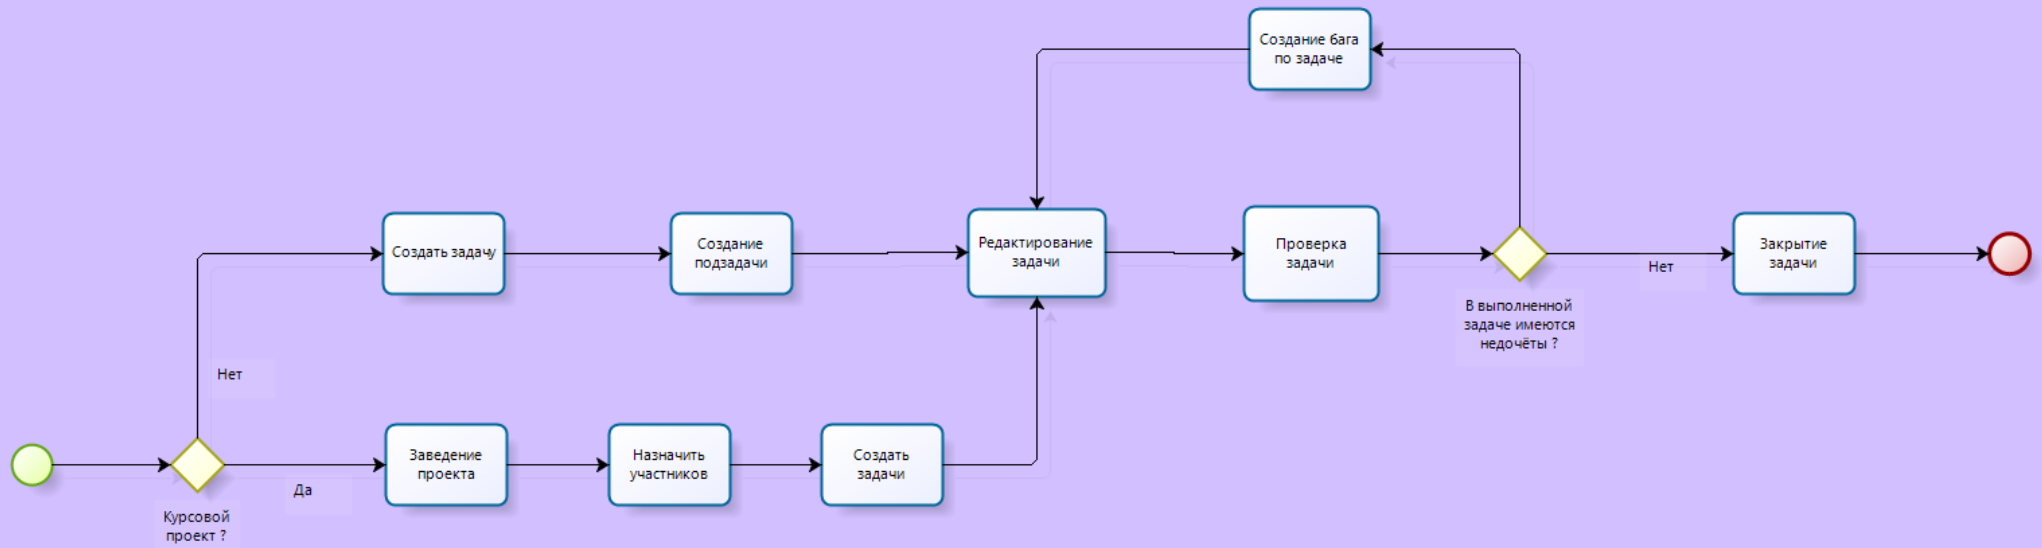 Создание бага
по задаче
Создать задачу
Создание
подзадачи
Редактирование
задачи
Проверка
задачи
Нет
Закрытие
задачи
В выполненной
задаче имеются
недочёты ?
Нет
Заведение
проекта
Назначить
участников
Создать
задачи
Да
Курсовой
проект ?